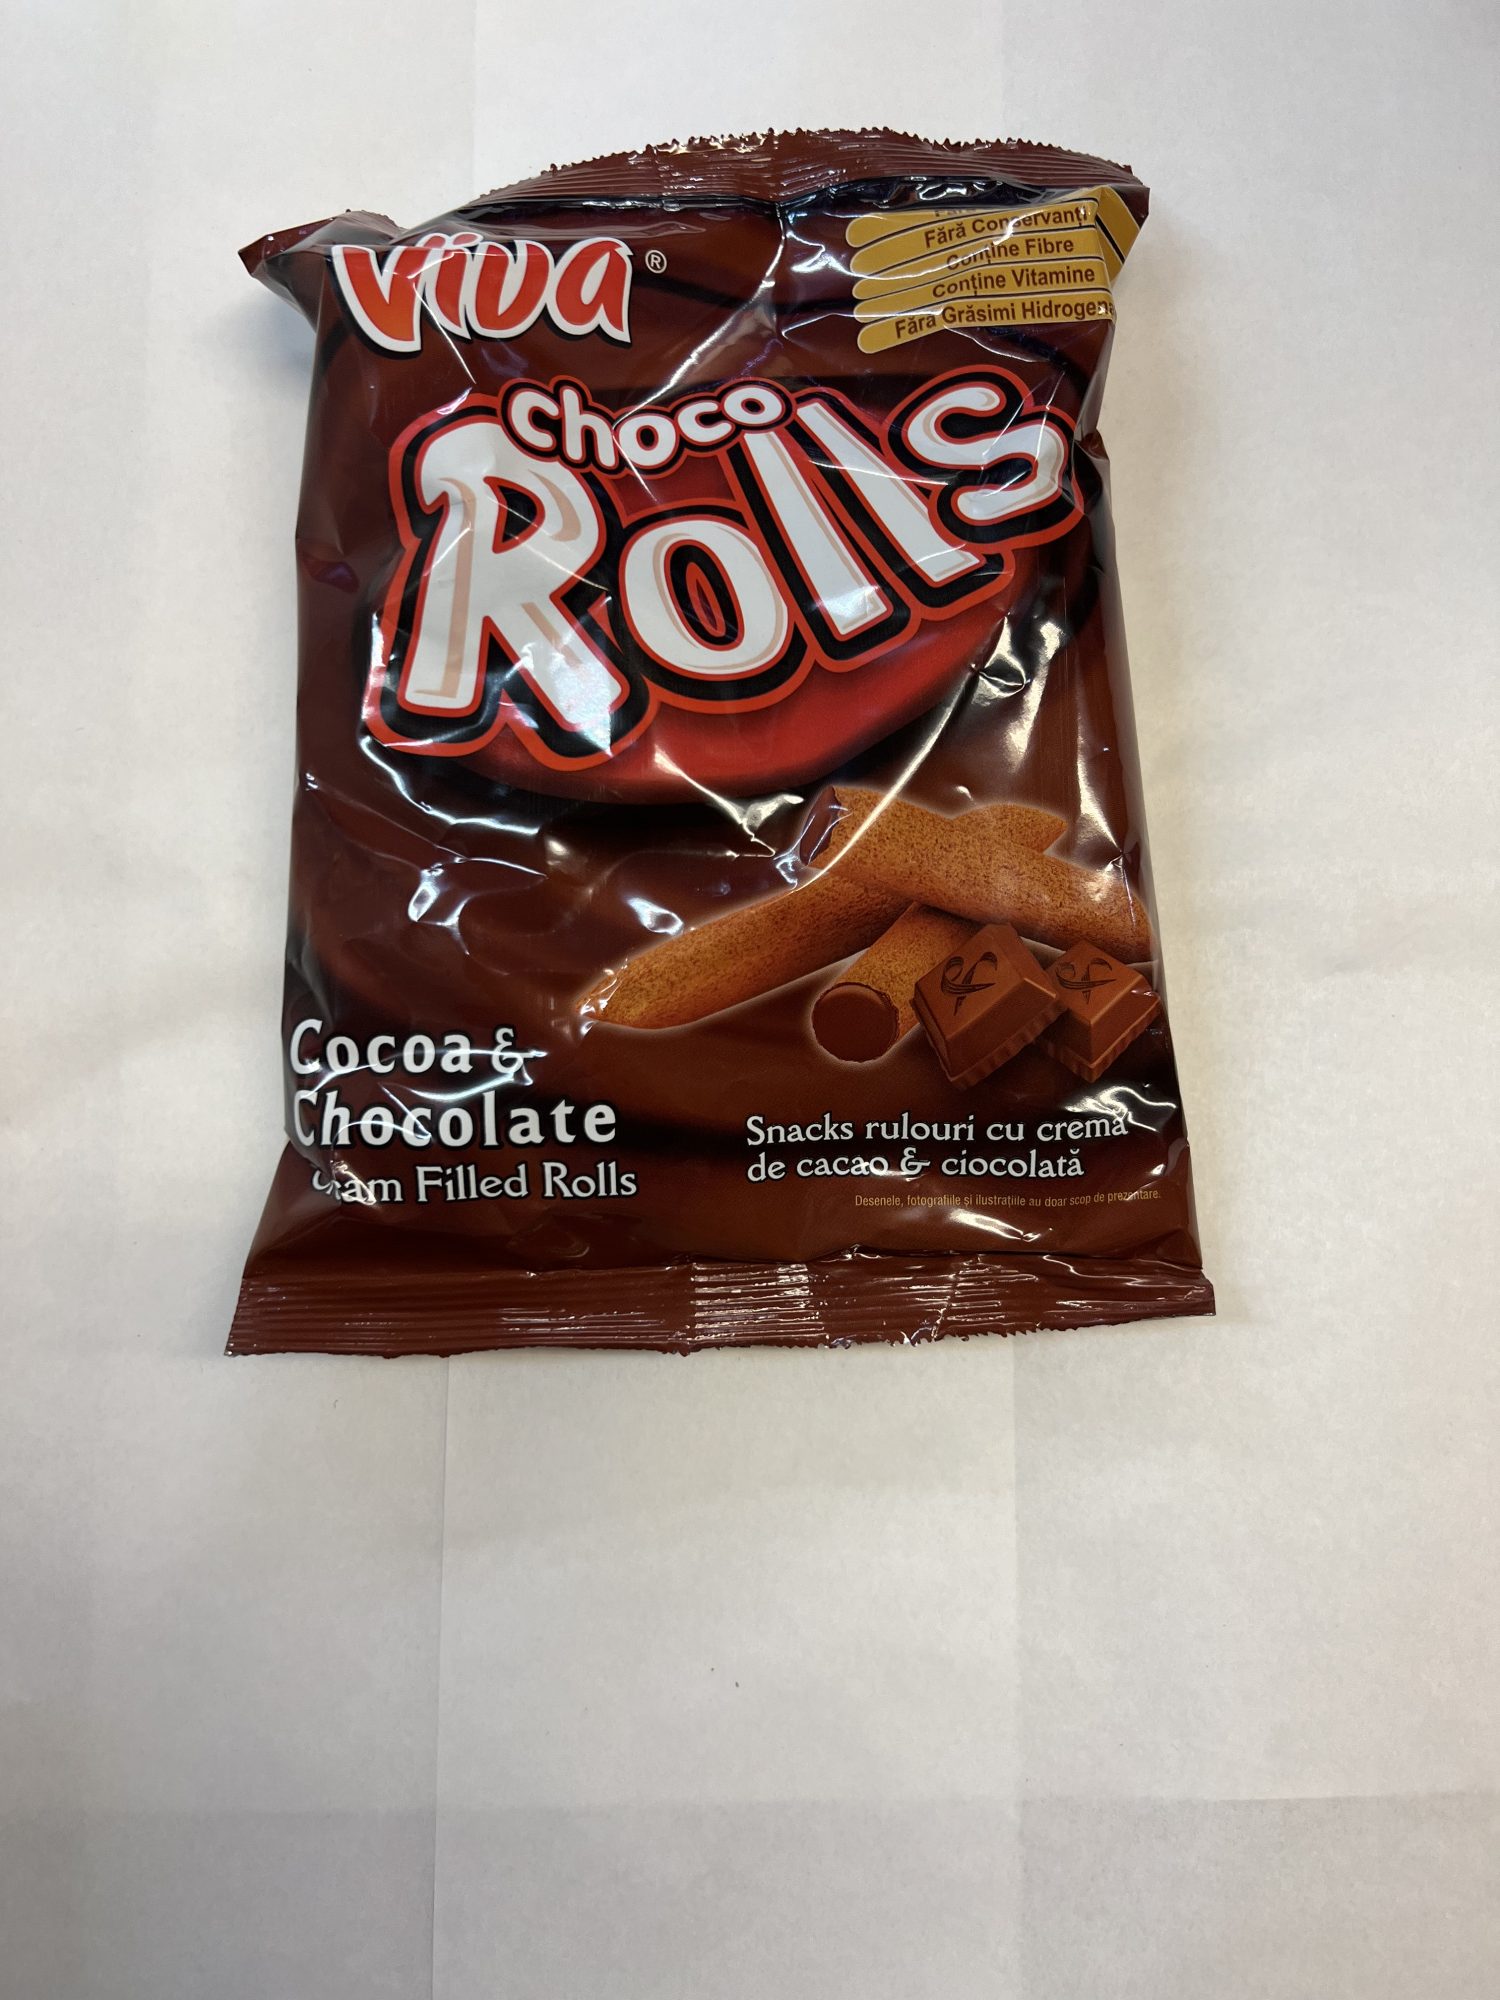 Viva ®
Fără Conservanți
Conține Fibre
Conține Vitamine
Fără Grăsimi
Choco
Rolls
Cocoa &
Chocolate
Filled Rolls
Snacks rulouri cu cremă
de cacao & ciocolată
Desenele, fotografiile și ilustrațiile au doar scop de prezentare.